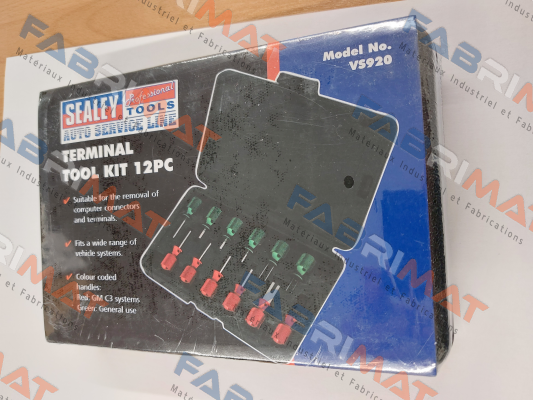 Model No.
VS920
SEALEY
Professional
TOOLS
AUTO SERVICE LINE
TERMINAL
TOOL KIT 12PC
Suitable for the removal of
computer connectors
and terminals.
Fits a wide range of
vehicle systems.
Colour coded
handles:
Red: GM C3 systems
Green: General use
FABRIMAT
Materiaux Industriel et Fabrications